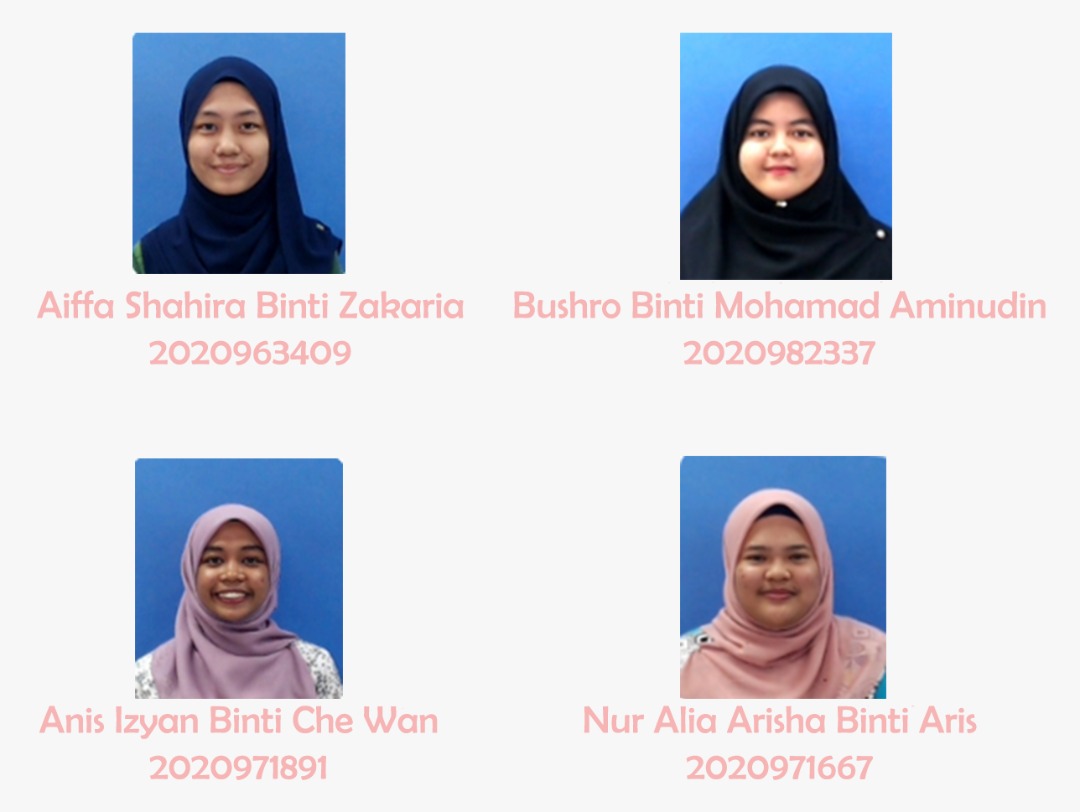 Aiffa Shahira Binti Zakaria
2020963409
Bushro Binti Mohamad Aminudin
2020982337
Anis Izyan Binti Che Wan
2020971891
Nur Alia Arisha Binti Aris
2020971667